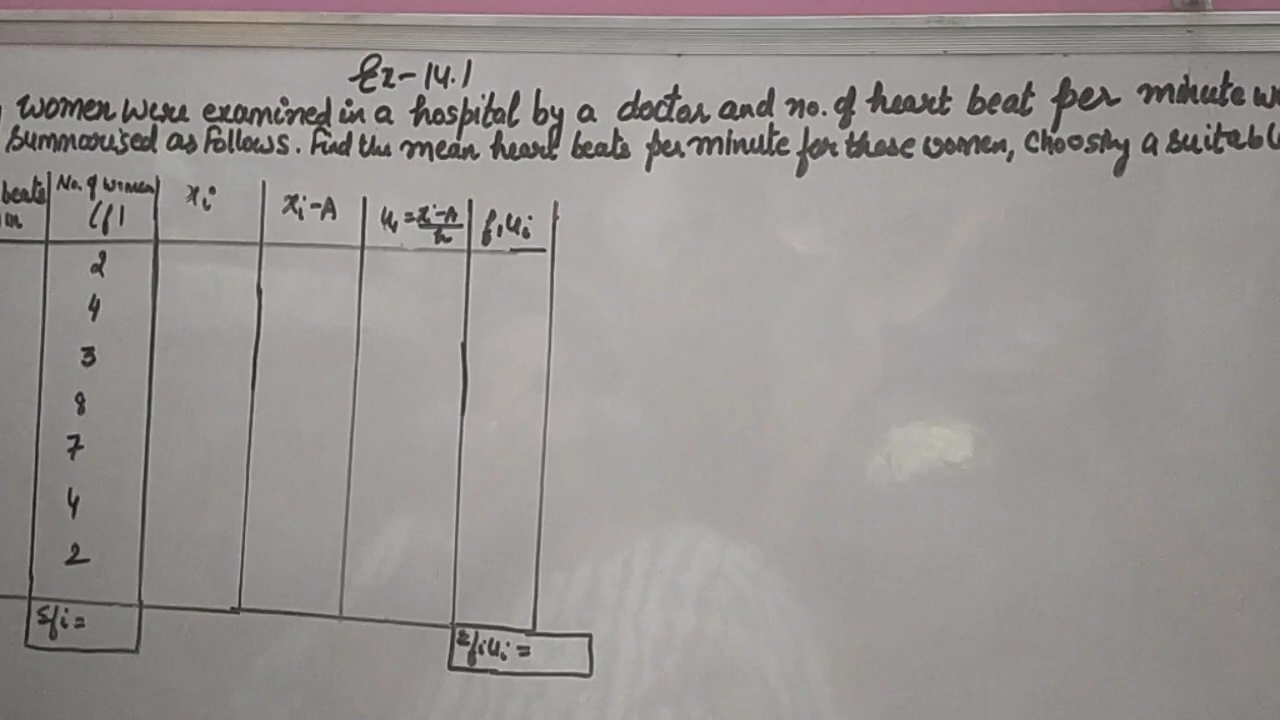 Ex-14.1
women were examined in a hospital by a doctor and no. of heart beat per minute w
summarised as follows. Find the mean heart beats per minute for these women, choosing a suitabl
beats No. of women xi xi-A ui = xi-A/h fiui
(f)
2
4
3
8
7
4
2
Σfi =
Σfiui =